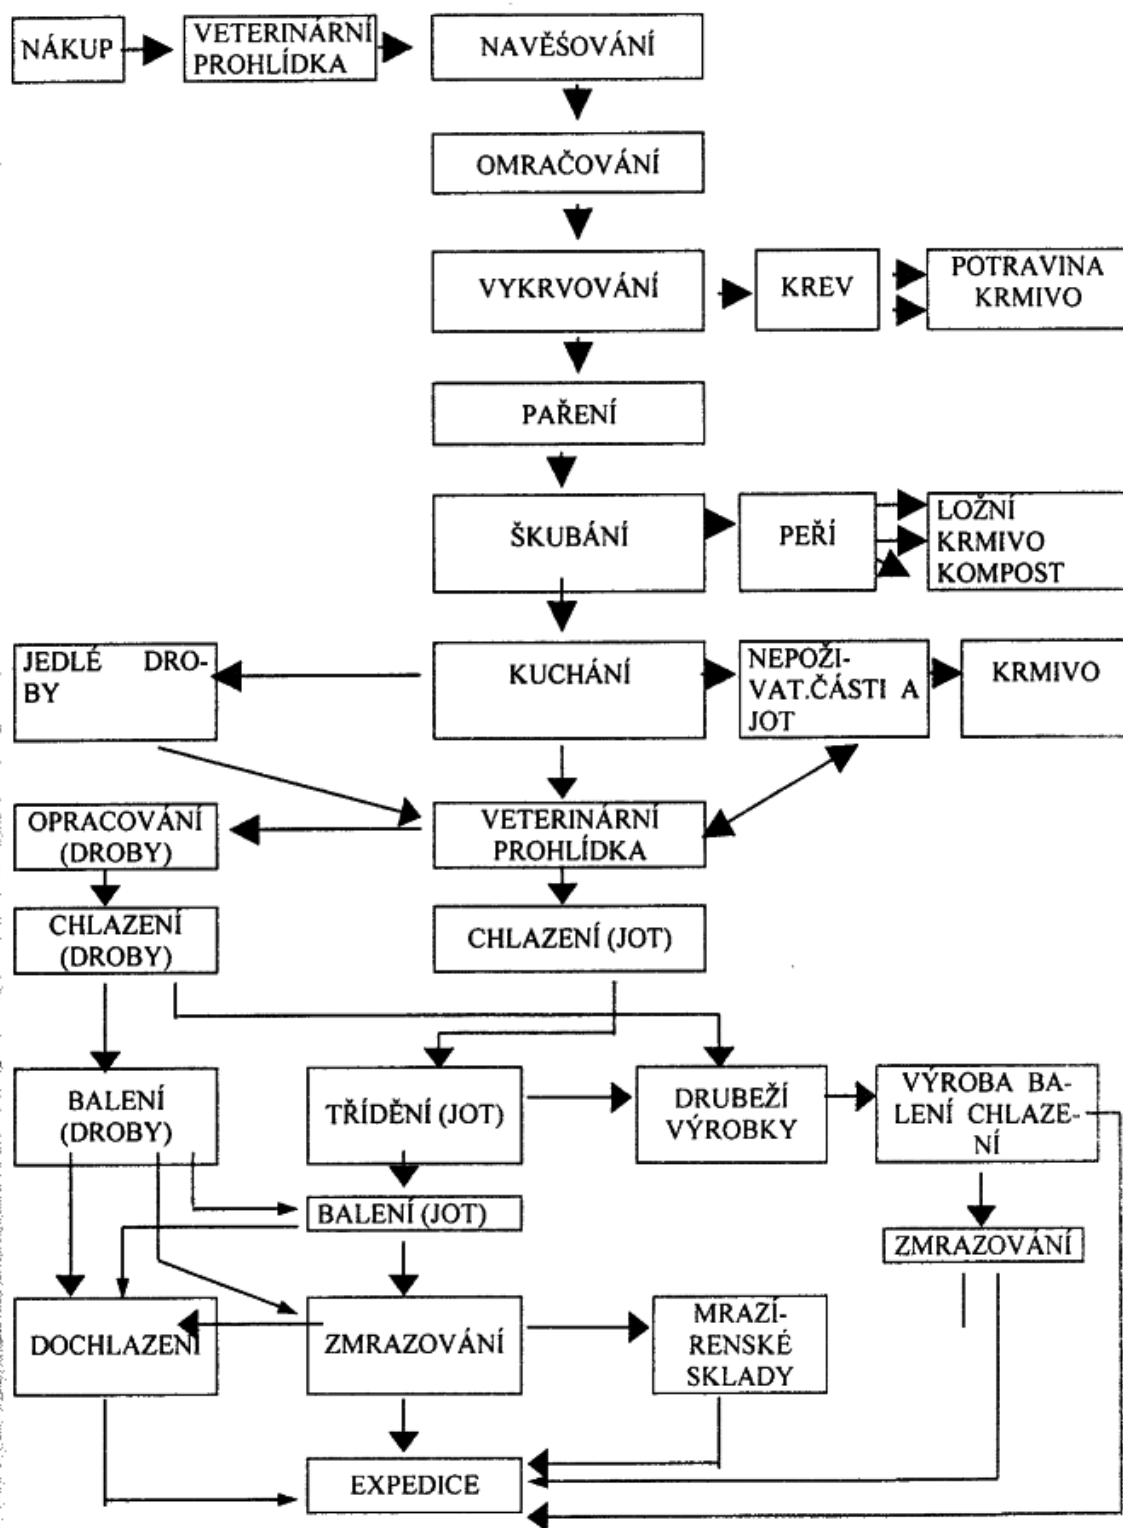 NÁKUP
VETERINÁRNÍ
PROHLÍDKA
NAVĚŚOVÁNÍ
OMRAČOVÁNÍ
VYKRVOVÁNÍ
KREV
POTRAVINA
KRMIVO
PAŘENÍ
ŠKUBÁNÍ
PEŘÍ
LOŽNÍ
KRMIVO
KOMPOST
JEDLÉ DRO-
BY
KUCHÁNÍ
NEPOŽI-
VAT.ČÁSTI A
JOT
KRMIVO
OPRACOVÁNÍ
(DROBY)
VETERINÁRNÍ
PROHLÍDKA
CHLAZENÍ
(DROBY)
CHLAZENÍ (JOT)
BALENÍ
(DROBY)
TŘÍDĚNÍ (JOT)
DRUBEŽÍ
VÝROBKY
VÝROBA BA-
LENÍ CHLAZE-
NÍ
BALENÍ (JOT)
ZMRAZOVÁNÍ
DOCHLAZENÍ
ZMRAZOVÁNÍ
MRAZÍ-
RENSKÉ
SKLADY
EXPEDICE